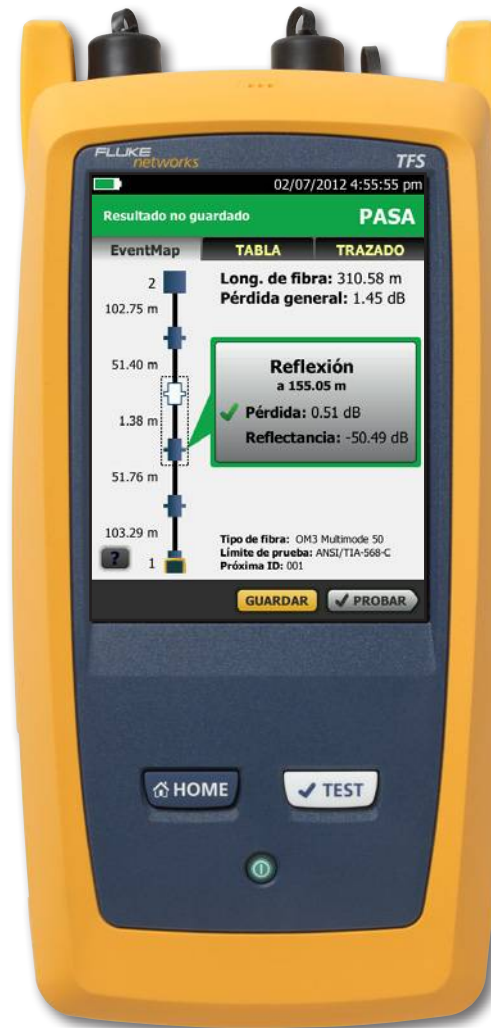 FLUKE
networks
TFS
02/07/2012 4:55:55 pm
Resultado no guardado
PASA
EventMap
TABLA
TRAZADO
2
102.75 m
51.40 m
1.38 m
51.76 m
103.29 m
?
1
Long. de fibra: 310.58 m
Pérdida general: 1.45 dB
Reflexión
a 155.05 m
Pérdida: 0.51 dB
Reflectancia: -50.49 dB
Tipo de fibra: OM3 Multimode 50
Límite de prueba: ANSI/TIA-568-C
Próxima ID: 001
GUARDAR
PROBAR
HOME
TEST